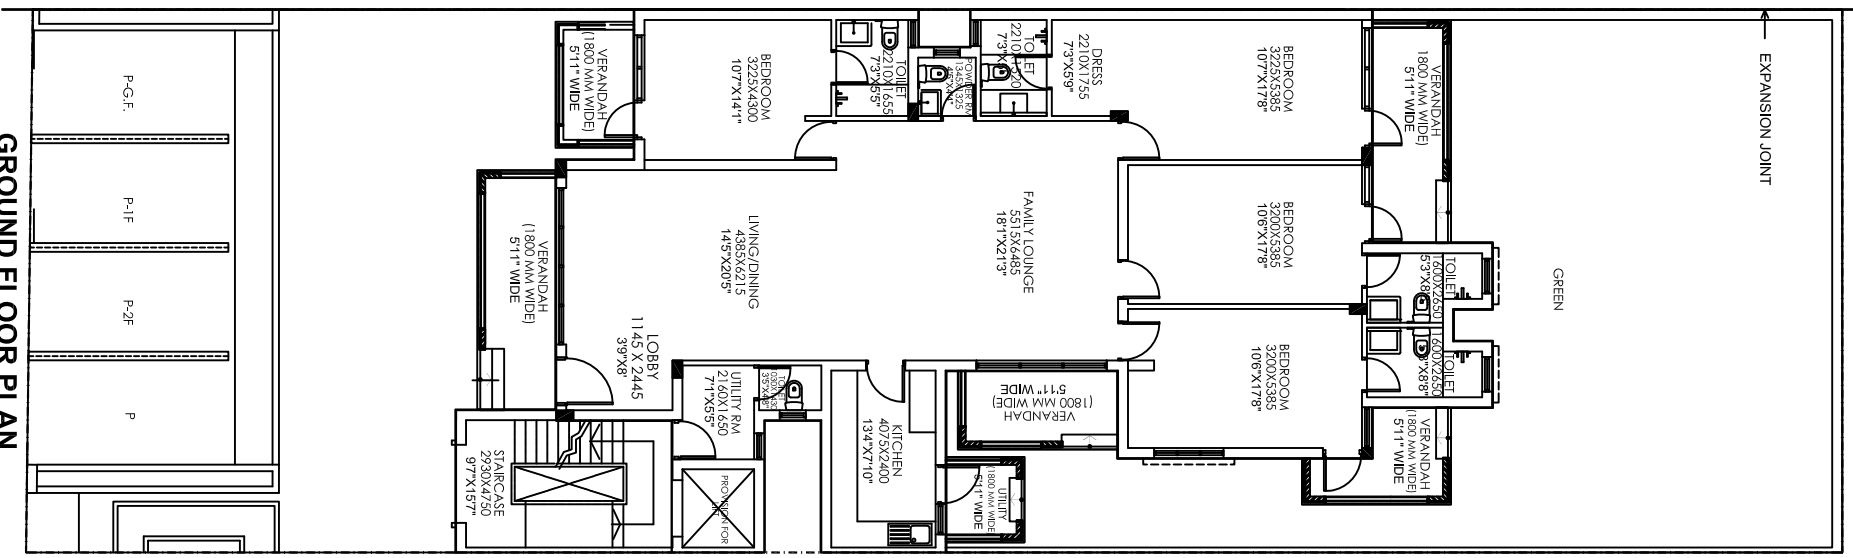 GROUND FLOOR PLAN
P-G.F.
P-1F
P-2F
P
VERANDAH
(1800 MM WIDE)
5'11" WIDE
BEDROOM
3225X4300
10'7"X14'1"
TOILET
2210X1655
7'3"X5'5"
POWDER RM
1345X1325
TOILET
2210X1520
DRESS
2210X1755
7'3"X5'9"
BEDROOM
3225X5385
10'7"X17'8"
VERANDAH
1800 MM WIDE)
5'11" WIDE
EXPANSION JOINT
VERANDAH
(1800 MM WIDE)
5'11" WIDE
LIVING/DINING
4385X6215
14'5"X20'5"
FAMILY LOUNGE
5515X6485
18'1"X21'3"
BEDROOM
3200X5385
10'6"X17'8"
TOILET
1600X2650
GREEN
LOBBY
1145 X 2445
3'9"X8'
UTILITY RM
2160X1650
7'1"X5'5"
TOILET
VERANDAH
(1800 MM WIDE)
5'11" WIDE
BEDROOM
3200X5385
10'6"X17'8"
TOILET
1600X2650
STAIRCASE
2930X4750
9'7"X15'7"
PROVISION FOR
LIFT
KITCHEN
4075X2400
13'4"X7'10"
UTILITY
(1800 MM WIDE)
5'11" WIDE
VERANDAH
(1800 MM WIDE)
5'11" WIDE